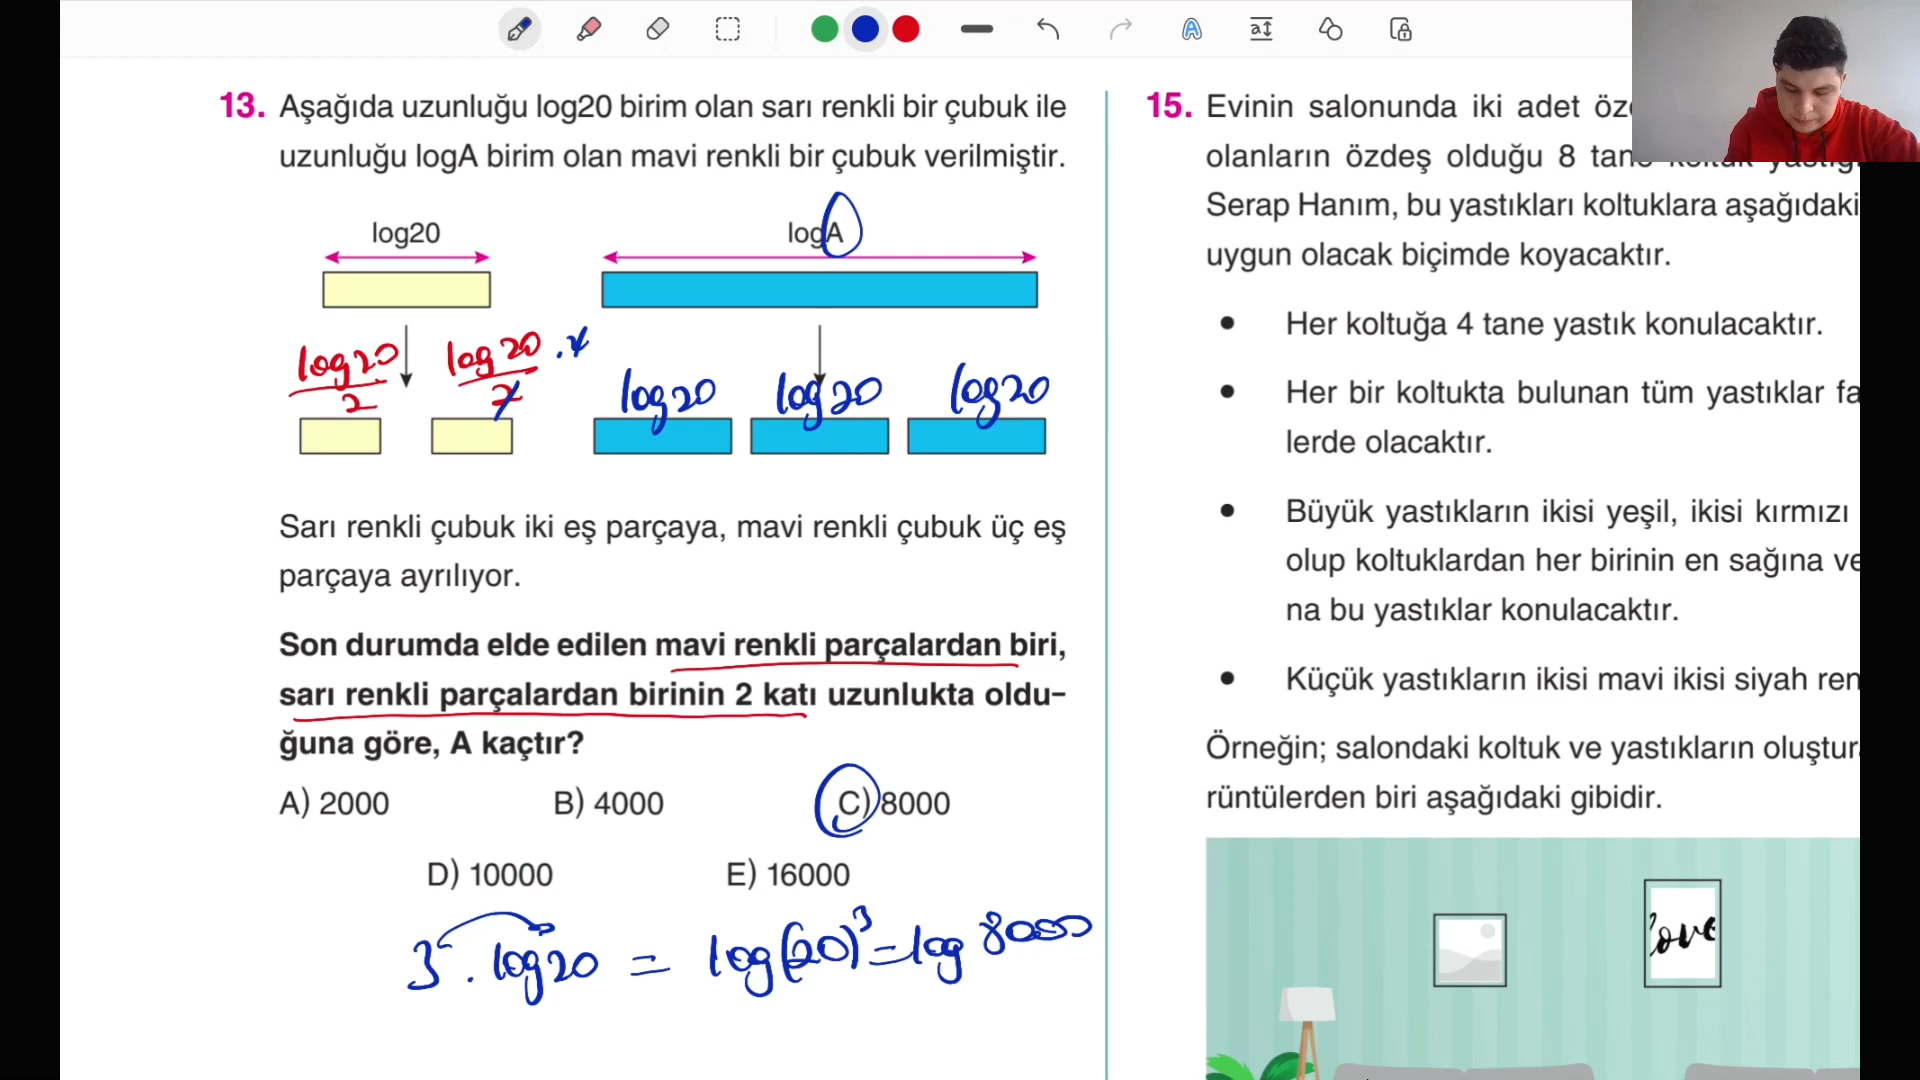 13. Aşağıda uzunluğu log20 birim olan sarı renkli bir çubuk ile
uzunluğu logA birim olan mavi renkli bir çubuk verilmiştir.
log20
logA
log20/2
log20/2 .2
log20
log20
log20
Sarı renkli çubuk iki eş parçaya, mavi renkli çubuk üç eş
parçaya ayrılıyor.
Son durumda elde edilen mavi renkli parçalardan biri,
sarı renkli parçalardan birinin 2 katı uzunlukta oldu-
ğuna göre, A kaçtır?
A) 2000 B) 4000 C) 8000
D) 10000 E) 16000
3 . log20 = log(20)³ = log 8000
15. Evinin salonunda iki adet
olanların özdeş olduğu 8
Serap Hanım, bu yastıkları koltuklara aşağıdaki
uygun olacak biçimde koyacaktır.
• Her koltuğa 4 tane yastık konulacaktır.
• Her bir koltukta bulunan tüm yastıklar fa
lerde olacaktır.
• Büyük yastıkların ikisi yeşil, ikisi kırmızı
olup koltuklardan her birinin en sağına ve
na bu yastıklar konulacaktır.
• Küçük yastıkların ikisi mavi ikisi siyah ren
Örneğin; salondaki koltuk ve yastıkların oluştur
rüntülerden biri aşağıdaki gibidir.
love